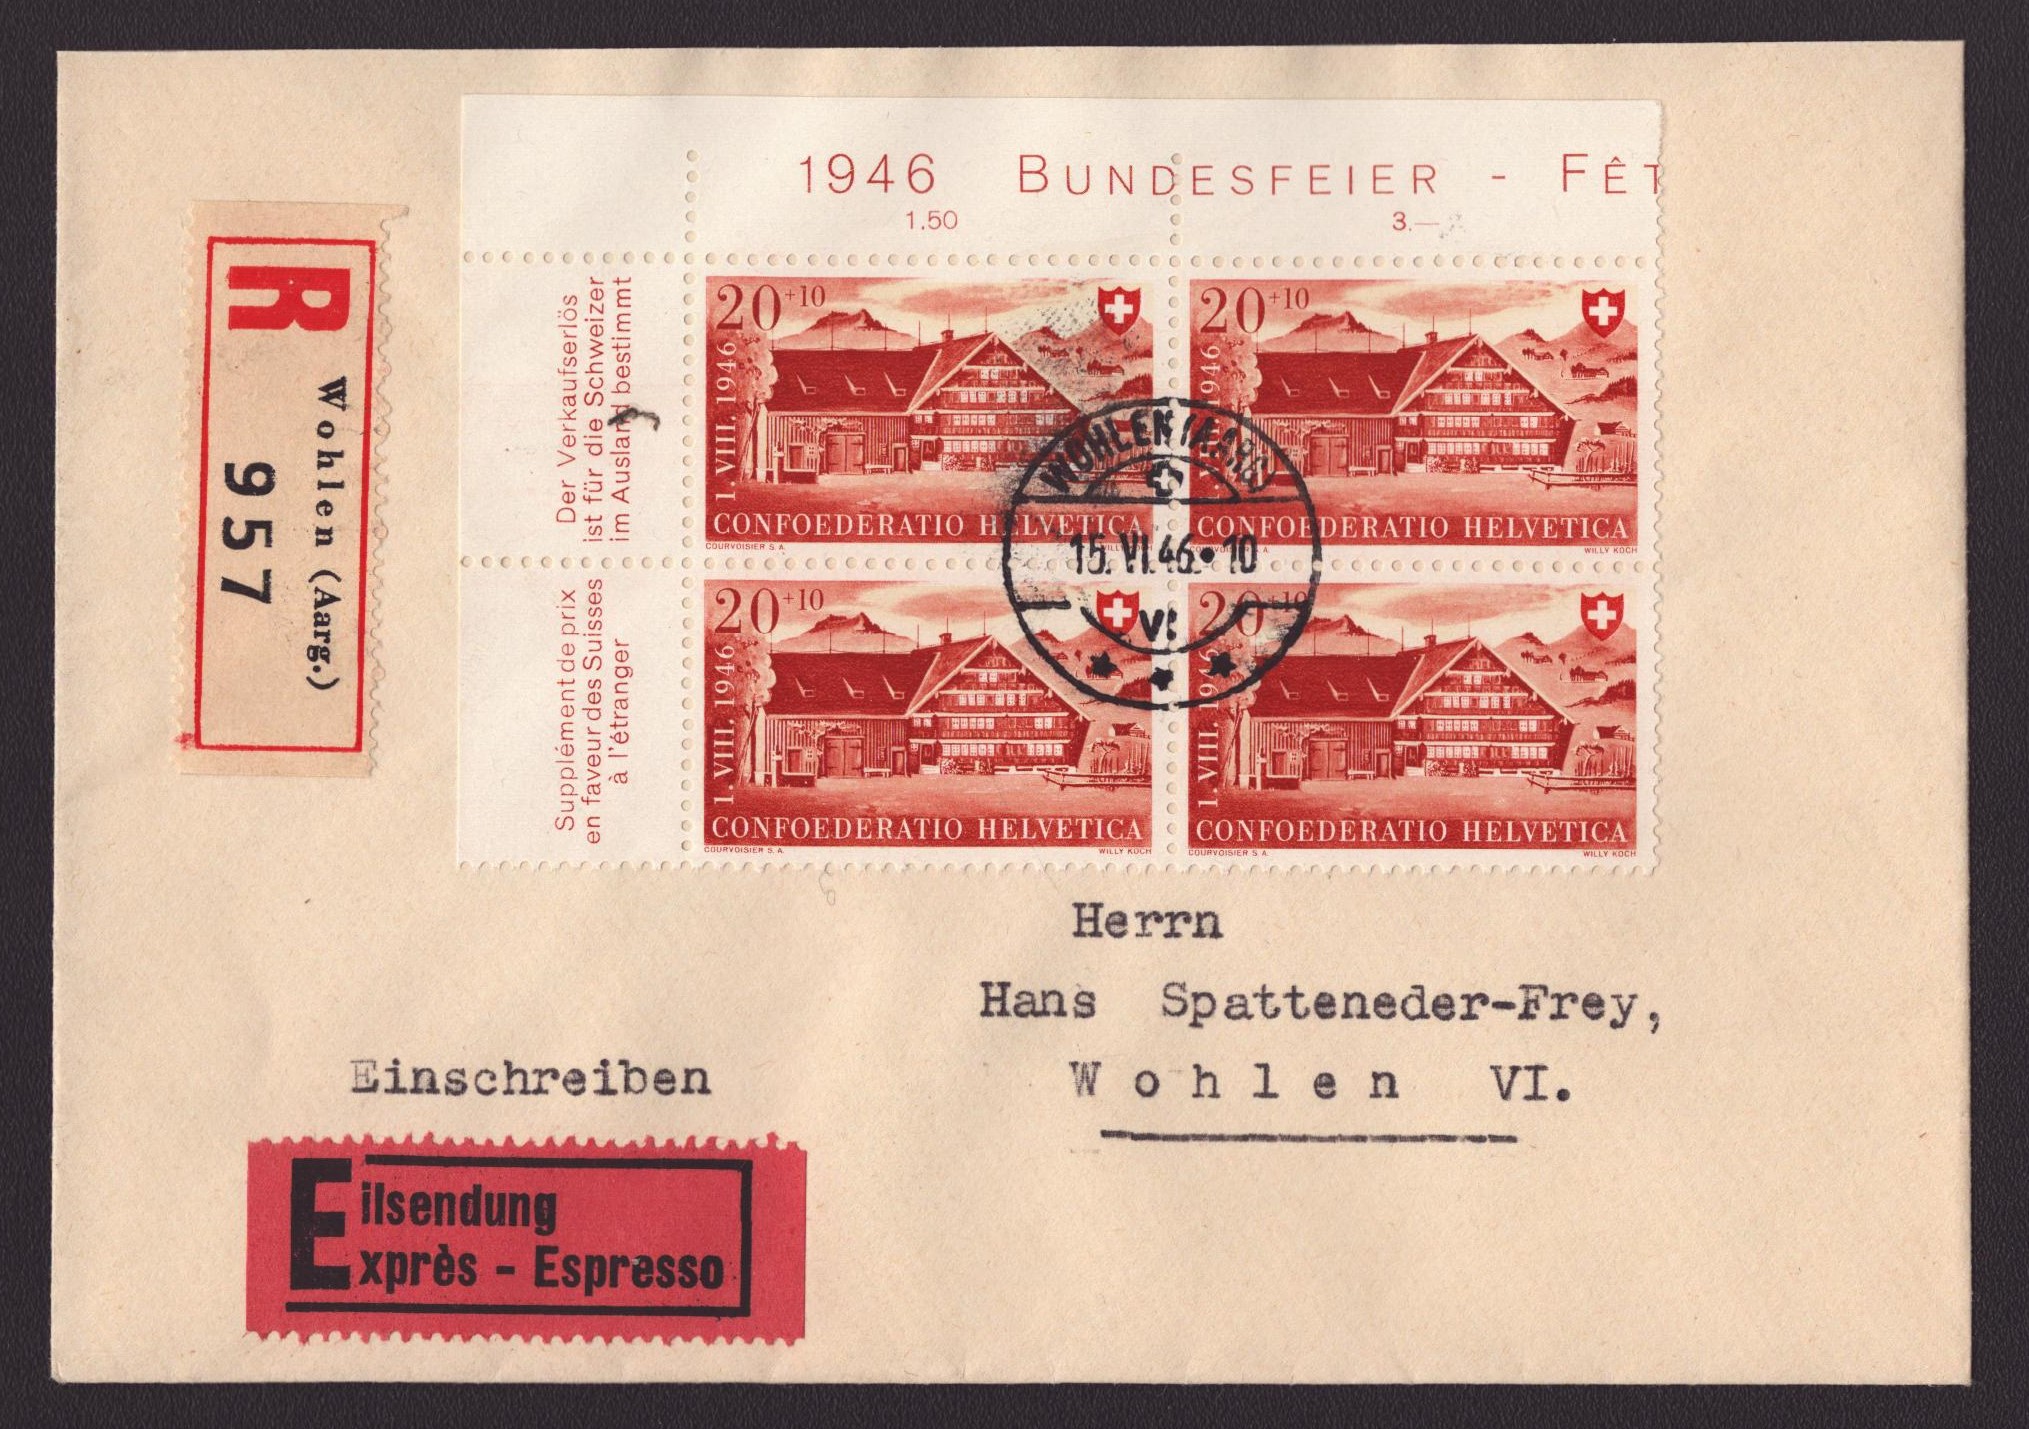 1946 BUNDESFEIER - FÊT
1.50 3.—
R
Wohlen (Aarg.)
957
Der Verkaufserlös
ist für die Schweizer
im Ausland bestimmt
Supplément de prix
en faveur des Suisses
à l'étranger
20+10
1. VIII. 1946
CONFOEDERATIO HELVETICA
COURVOISIER S. A. WILLY KOCH
20+10
1. VIII. 1946
CONFOEDERATIO HELVETICA
COURVOISIER S. A. WILLY KOCH
20+10
1. VIII. 1946
CONFOEDERATIO HELVETICA
COURVOISIER S. A. WILLY KOCH
20+10
1. VIII. 1946
CONFOEDERATIO HELVETICA
COURVOISIER S. A. WILLY KOCH
WOHLEN (AARG)
15. VI. 46. 10
Herrn
Hans Spatteneder-Frey,
Wohlen VI.
Einschreiben
Eilsendung
Exprès - Espresso